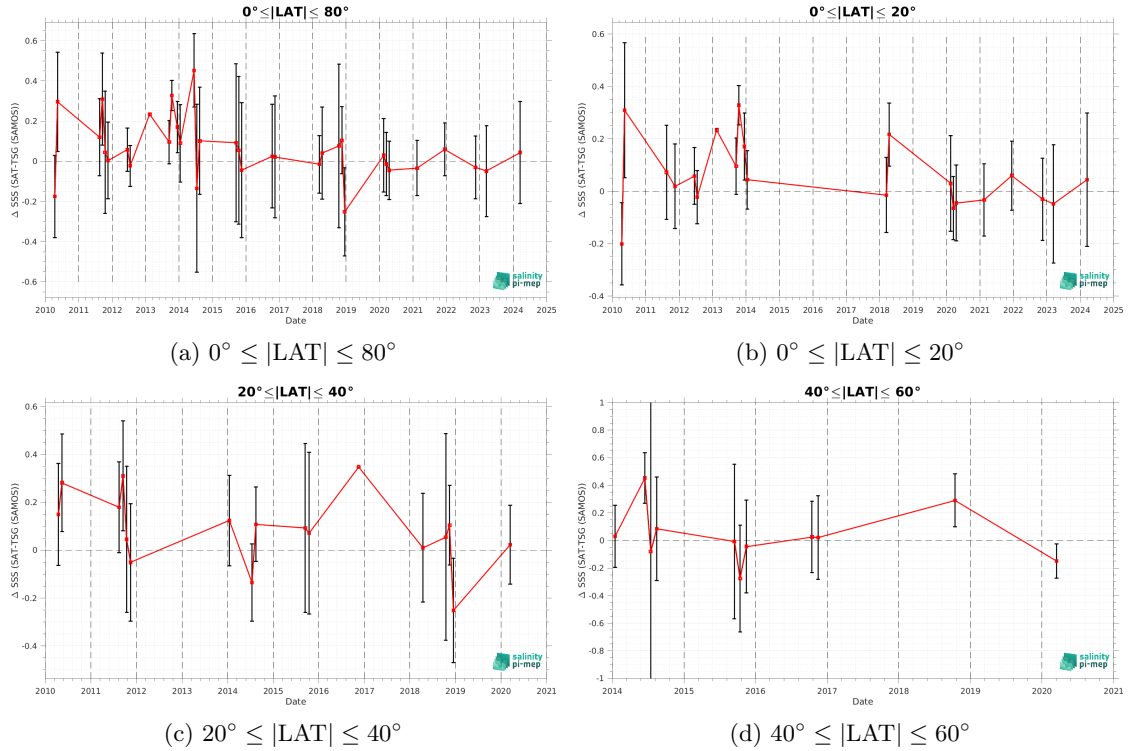 0°≤|LAT|≤ 80°
Δ SSS (SAT-TSG (SAMOS))
0.6
0.4
0.2
0
-0.2
-0.4
-0.6
2010 2011 2012 2013 2014 2015 2016 2017 2018 2019 2020 2021 2022 2023 2024 2025
Date
salinity
pi-mep
(a) 0° ≤ |LAT| ≤ 80°
0°≤|LAT|≤ 20°
Δ SSS (SAT-TSG (SAMOS))
0.6
0.4
0.2
0
-0.2
-0.4
2010 2011 2012 2013 2014 2015 2016 2017 2018 2019 2020 2021 2022 2023 2024 2025
Date
salinity
pi-mep
(b) 0° ≤ |LAT| ≤ 20°
20°≤|LAT|≤ 40°
Δ SSS (SAT-TSG (SAMOS))
0.6
0.4
0.2
0
-0.2
-0.4
2010 2011 2012 2013 2014 2015 2016 2017 2018 2019 2020 2021
Date
salinity
pi-mep
(c) 20° ≤ |LAT| ≤ 40°
40°≤|LAT|≤ 60°
Δ SSS (SAT-TSG (SAMOS))
1
0.8
0.6
0.4
0.2
0
-0.2
-0.4
-0.6
-0.8
-1
2014 2015 2016 2017 2018 2019 2020 2021
Date
salinity
pi-mep
(d) 40° ≤ |LAT| ≤ 60°